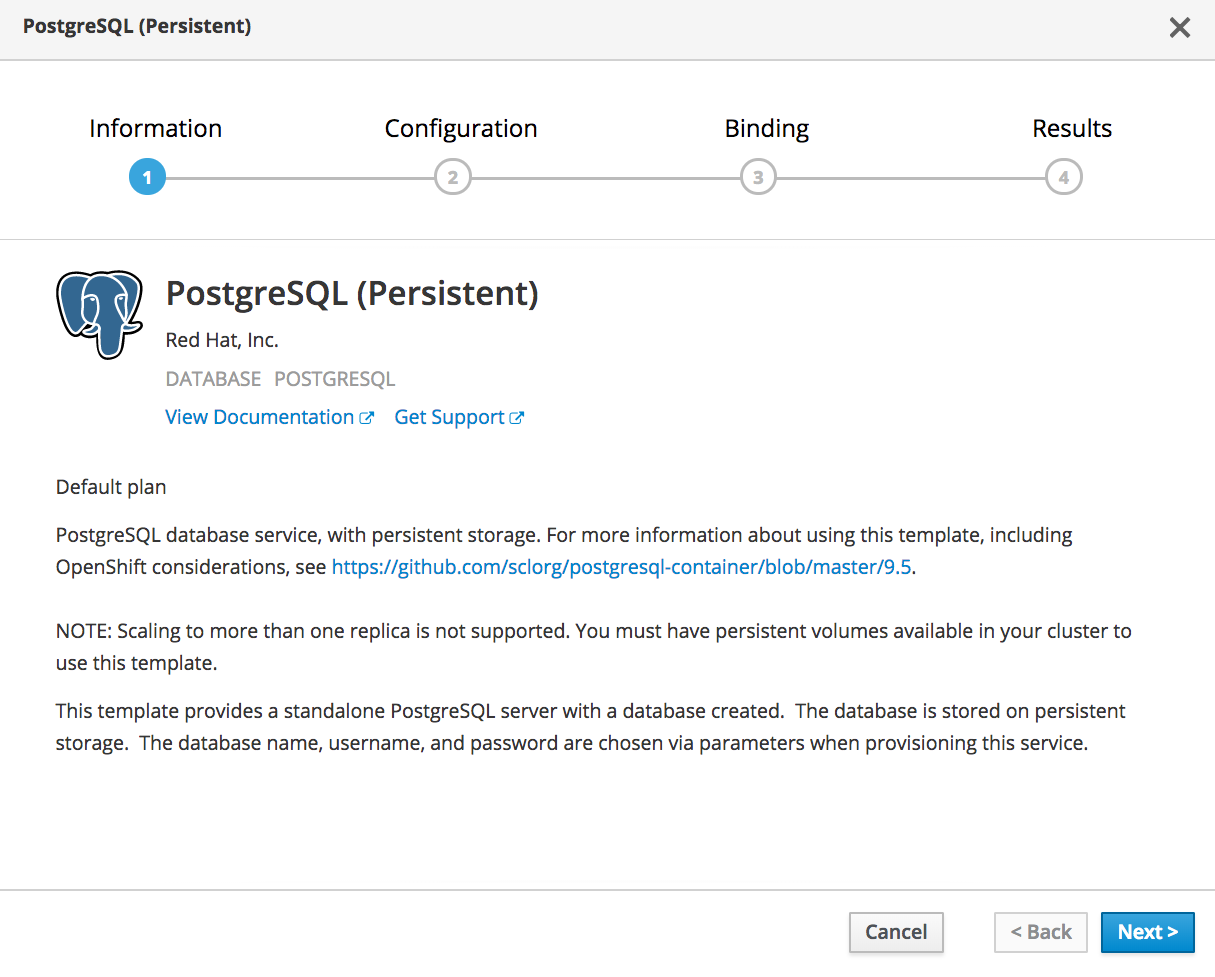 PostgreSQL (Persistent)
Information
Configuration
Binding
Results
1
2
3
4
PostgreSQL (Persistent)
Red Hat, Inc.
DATABASE POSTGRESQL
View Documentation Get Support
Default plan
PostgreSQL database service, with persistent storage. For more information about using this template, including
OpenShift considerations, see https://github.com/sclorg/postgresql-container/blob/master/9.5.
NOTE: Scaling to more than one replica is not supported. You must have persistent volumes available in your cluster to
use this template.
This template provides a standalone PostgreSQL server with a database created.  The database is stored on persistent
storage.  The database name, username, and password are chosen via parameters when provisioning this service.
Cancel
< Back
Next >